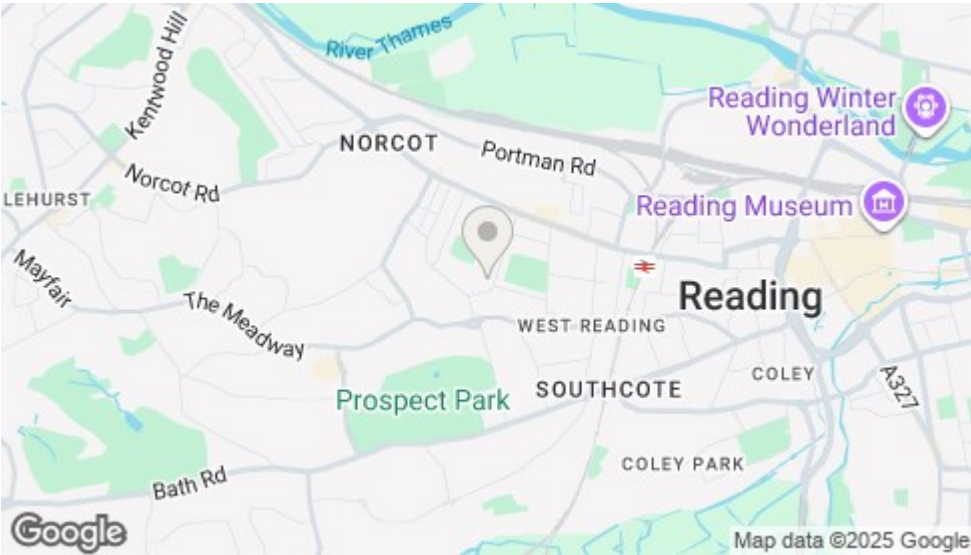 Kentwood Hill
River Thames
Reading Winter
Wonderland
NORCOT
Portman Rd
Norcot Rd
LEHURST
Reading Museum
Mayfair
The Meadway
Reading
WEST READING
COLEY
A327
SOUTHCOTE
Prospect Park
COLEY PARK
Bath Rd
Google
Map data ©2025 Google